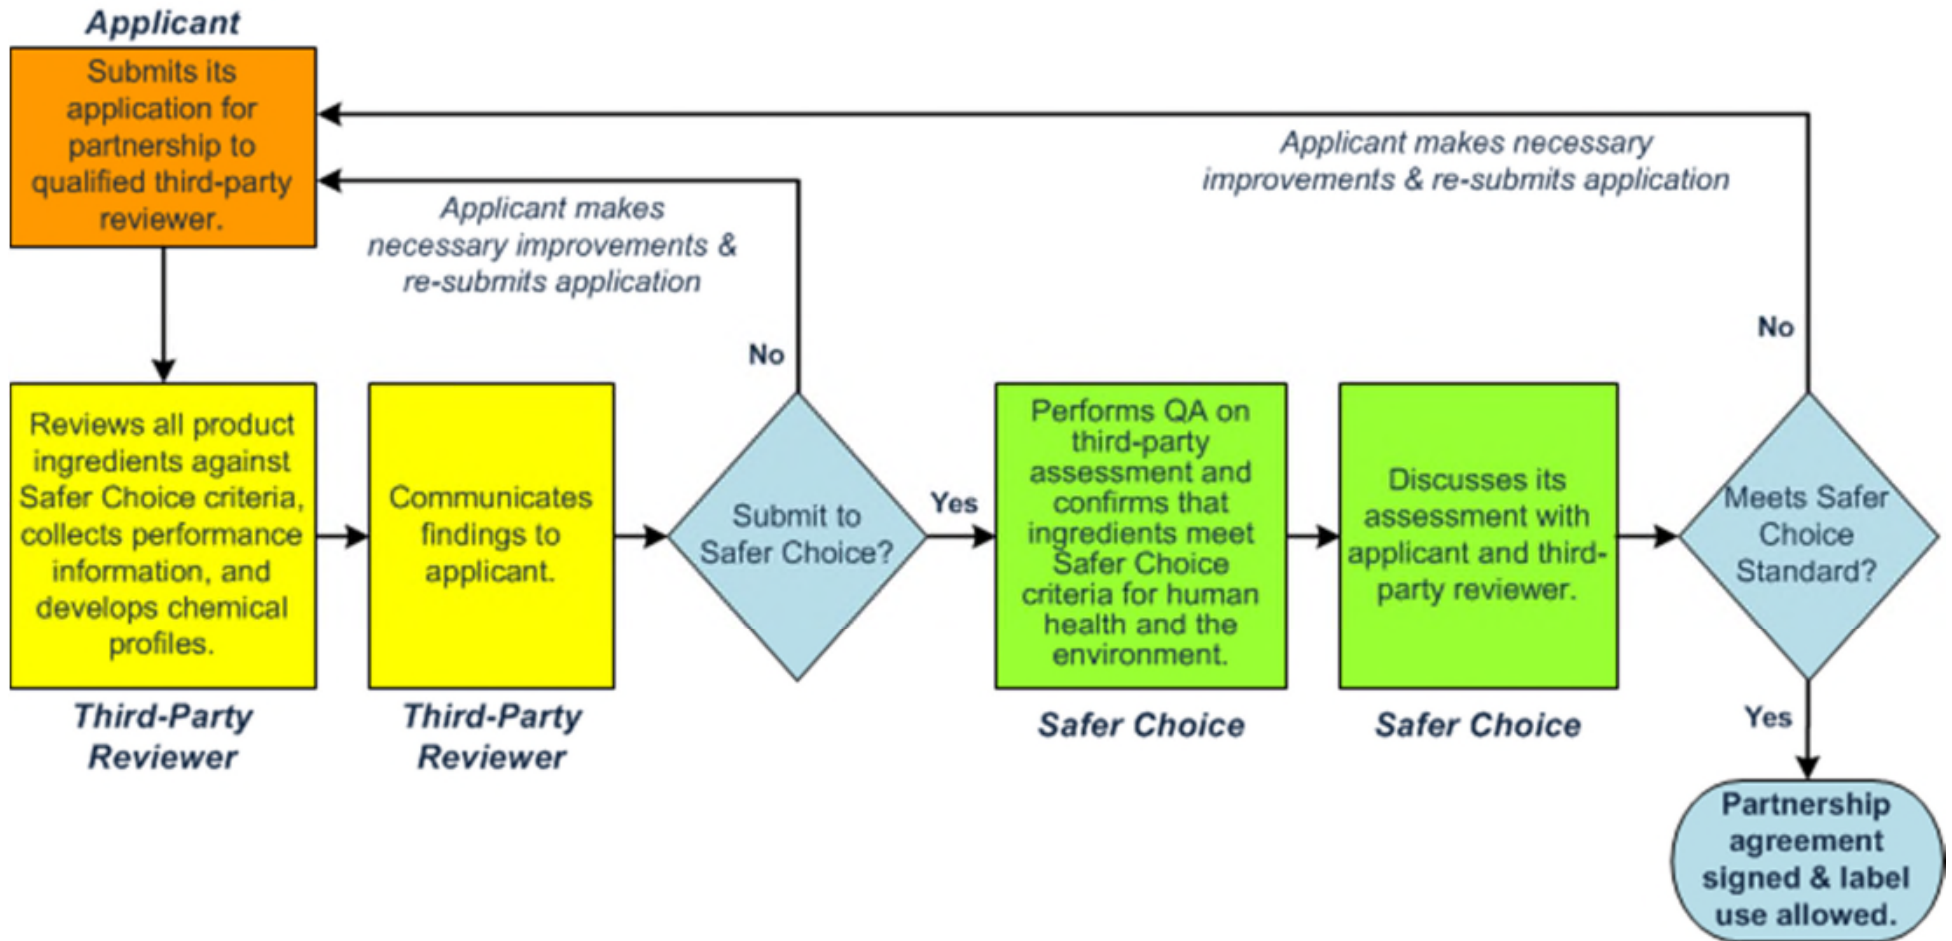 Applicant
Submits its
application for
partnership to
qualified third-party
reviewer.
Applicant makes necessary
improvements & re-submits application
Applicant makes
necessary improvements &
re-submits application
No
No
Reviews all product
ingredients against
Safer Choice criteria,
collects performance
information, and
develops chemical
profiles.
Third-Party
Reviewer
Communicates
findings to
applicant.
Third-Party
Reviewer
Submit to
Safer Choice?
Yes
Performs QA on
third-party
assessment and
confirms that
ingredients meet
Safer Choice
criteria for human
health and the
environment.
Safer Choice
Discusses its
assessment with
applicant and third-
party reviewer.
Safer Choice
Meets Safer
Choice
Standard?
Yes
Partnership
agreement
signed & label
use allowed.